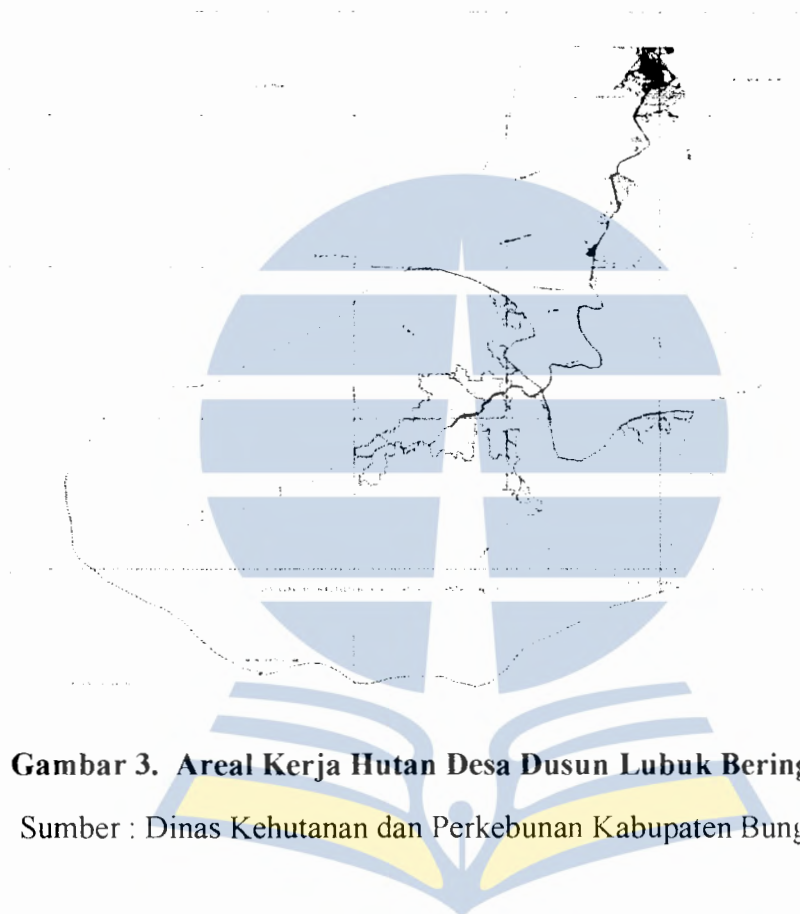 Gambar 3. Areal Kerja Hutan Desa Dusun Lubuk Bering
Sumber : Dinas Kehutanan dan Perkebunan Kabupaten Bung